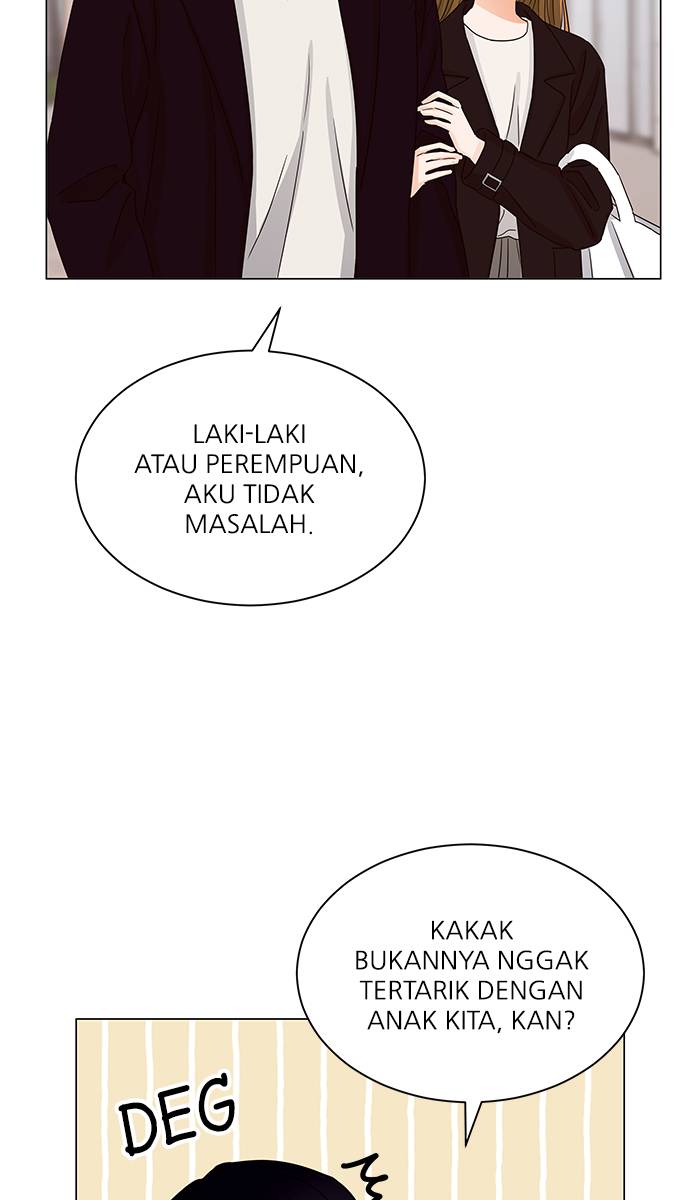 LAKI-LAKI
ATAU PEREMPUAN,
AKU TIDAK
MASALAH.
KAKAK
BUKANNYA NGGAK
TERTARIK DENGAN
ANAK KITA, KAN?
DEG